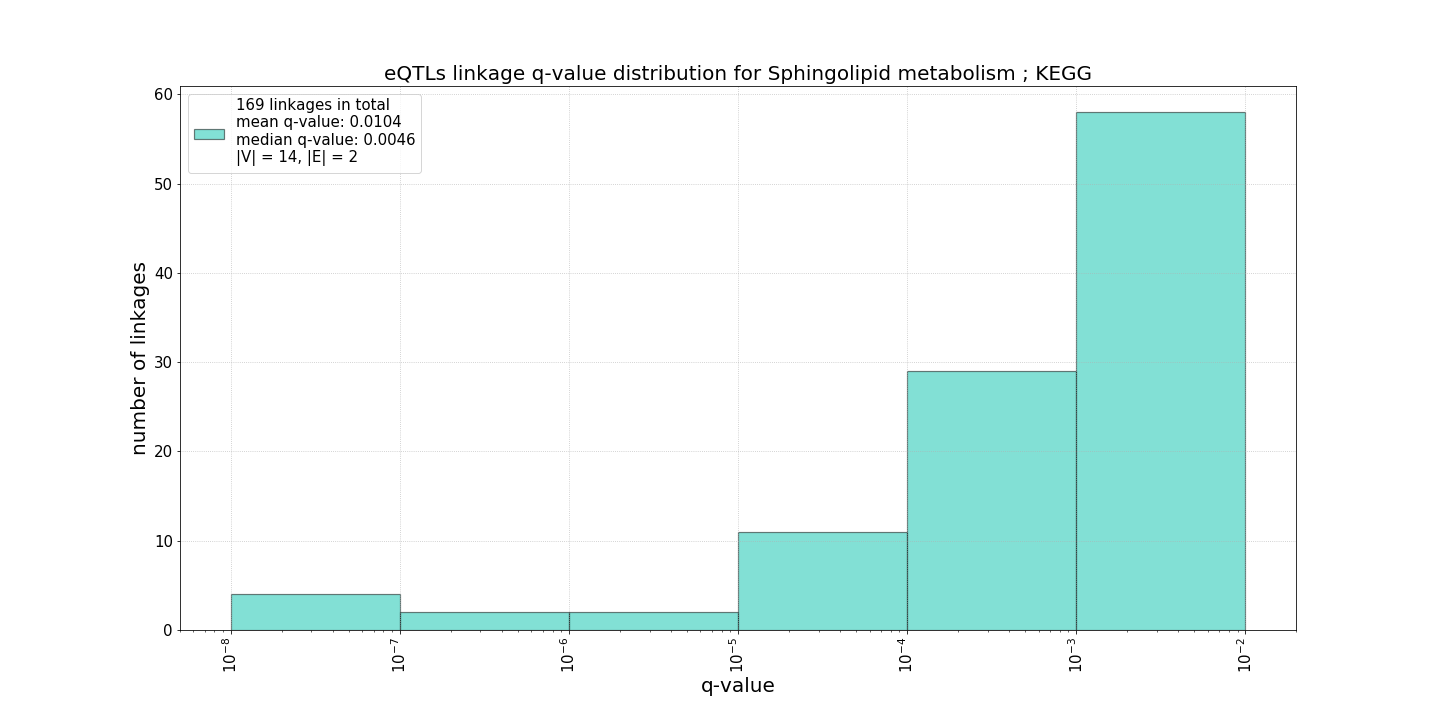 eQTLs linkage q-value distribution for Sphingolipid metabolism ; KEGG
169 linkages in total
mean q-value: 0.0104
median q-value: 0.0046
|V| = 14, |E| = 2
number of linkages
60
50
40
30
20
10
0
10⁻⁸ 10⁻⁷ 10⁻⁶ 10⁻⁵ 10⁻⁴ 10⁻³ 10⁻²
q-value